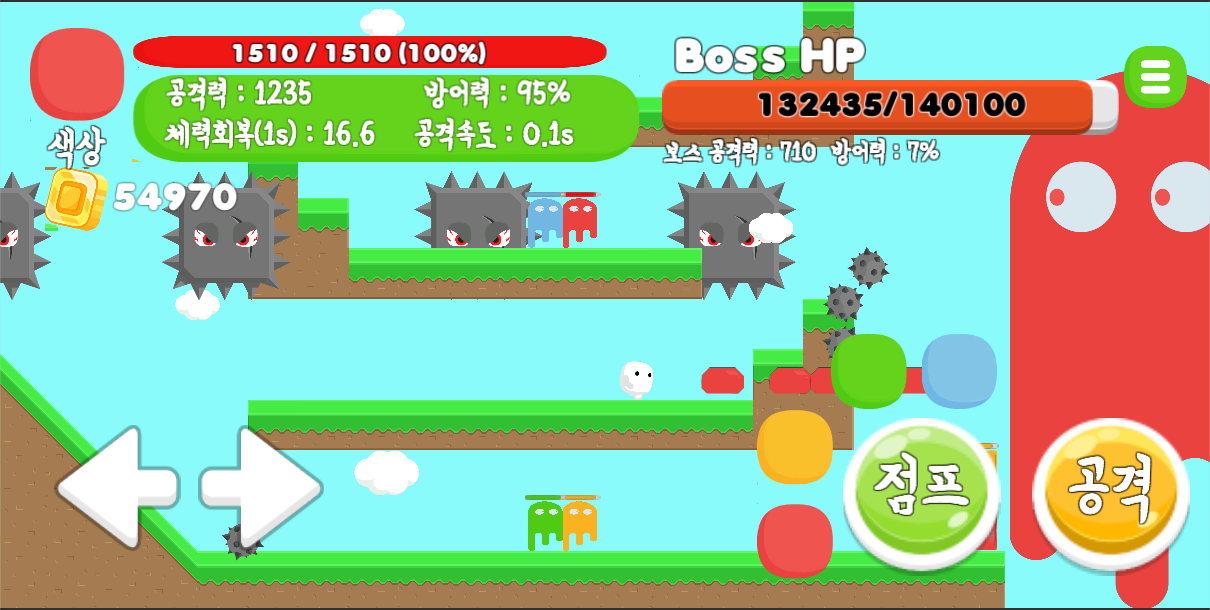 1510 / 1510 (100%)
공격력 : 1235 방어력 : 95%
체력회복(1s) : 16.6 공격속도 : 0.1s
색상
54970
Boss HP
132435/140100
보스 공격력 : 710 방어력 : 7%
점프
공격